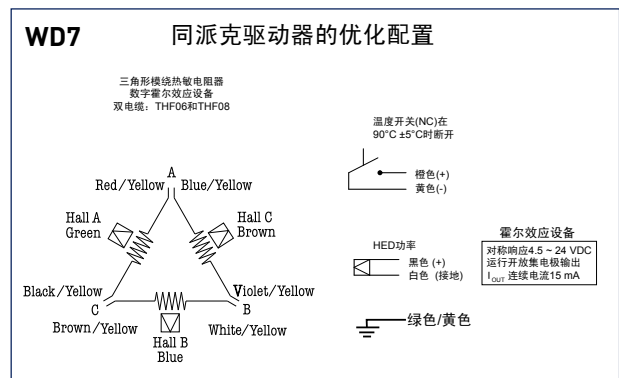 WD7
同派克驱动器的优化配置
三角形模绕热敏电阻器
数字霍尔效应设备
双电缆：THF06和THF08
A
Red/Yellow
Blue/Yellow
Hall A
Green
Hall C
Brown
Black/Yellow
C
Brown/Yellow
Violet/Yellow
B
White/Yellow
Hall B
Blue
温度开关(NC)在
90°C ±5°C时断开
橙色(+)
黄色(-)
HED功率
黑色 (+)
白色 (接地)
绿色/黄色
霍尔效应设备
对称响应4.5 ~ 24 VDC
运行开放集电极输出
IOUT 连续电流15 mA